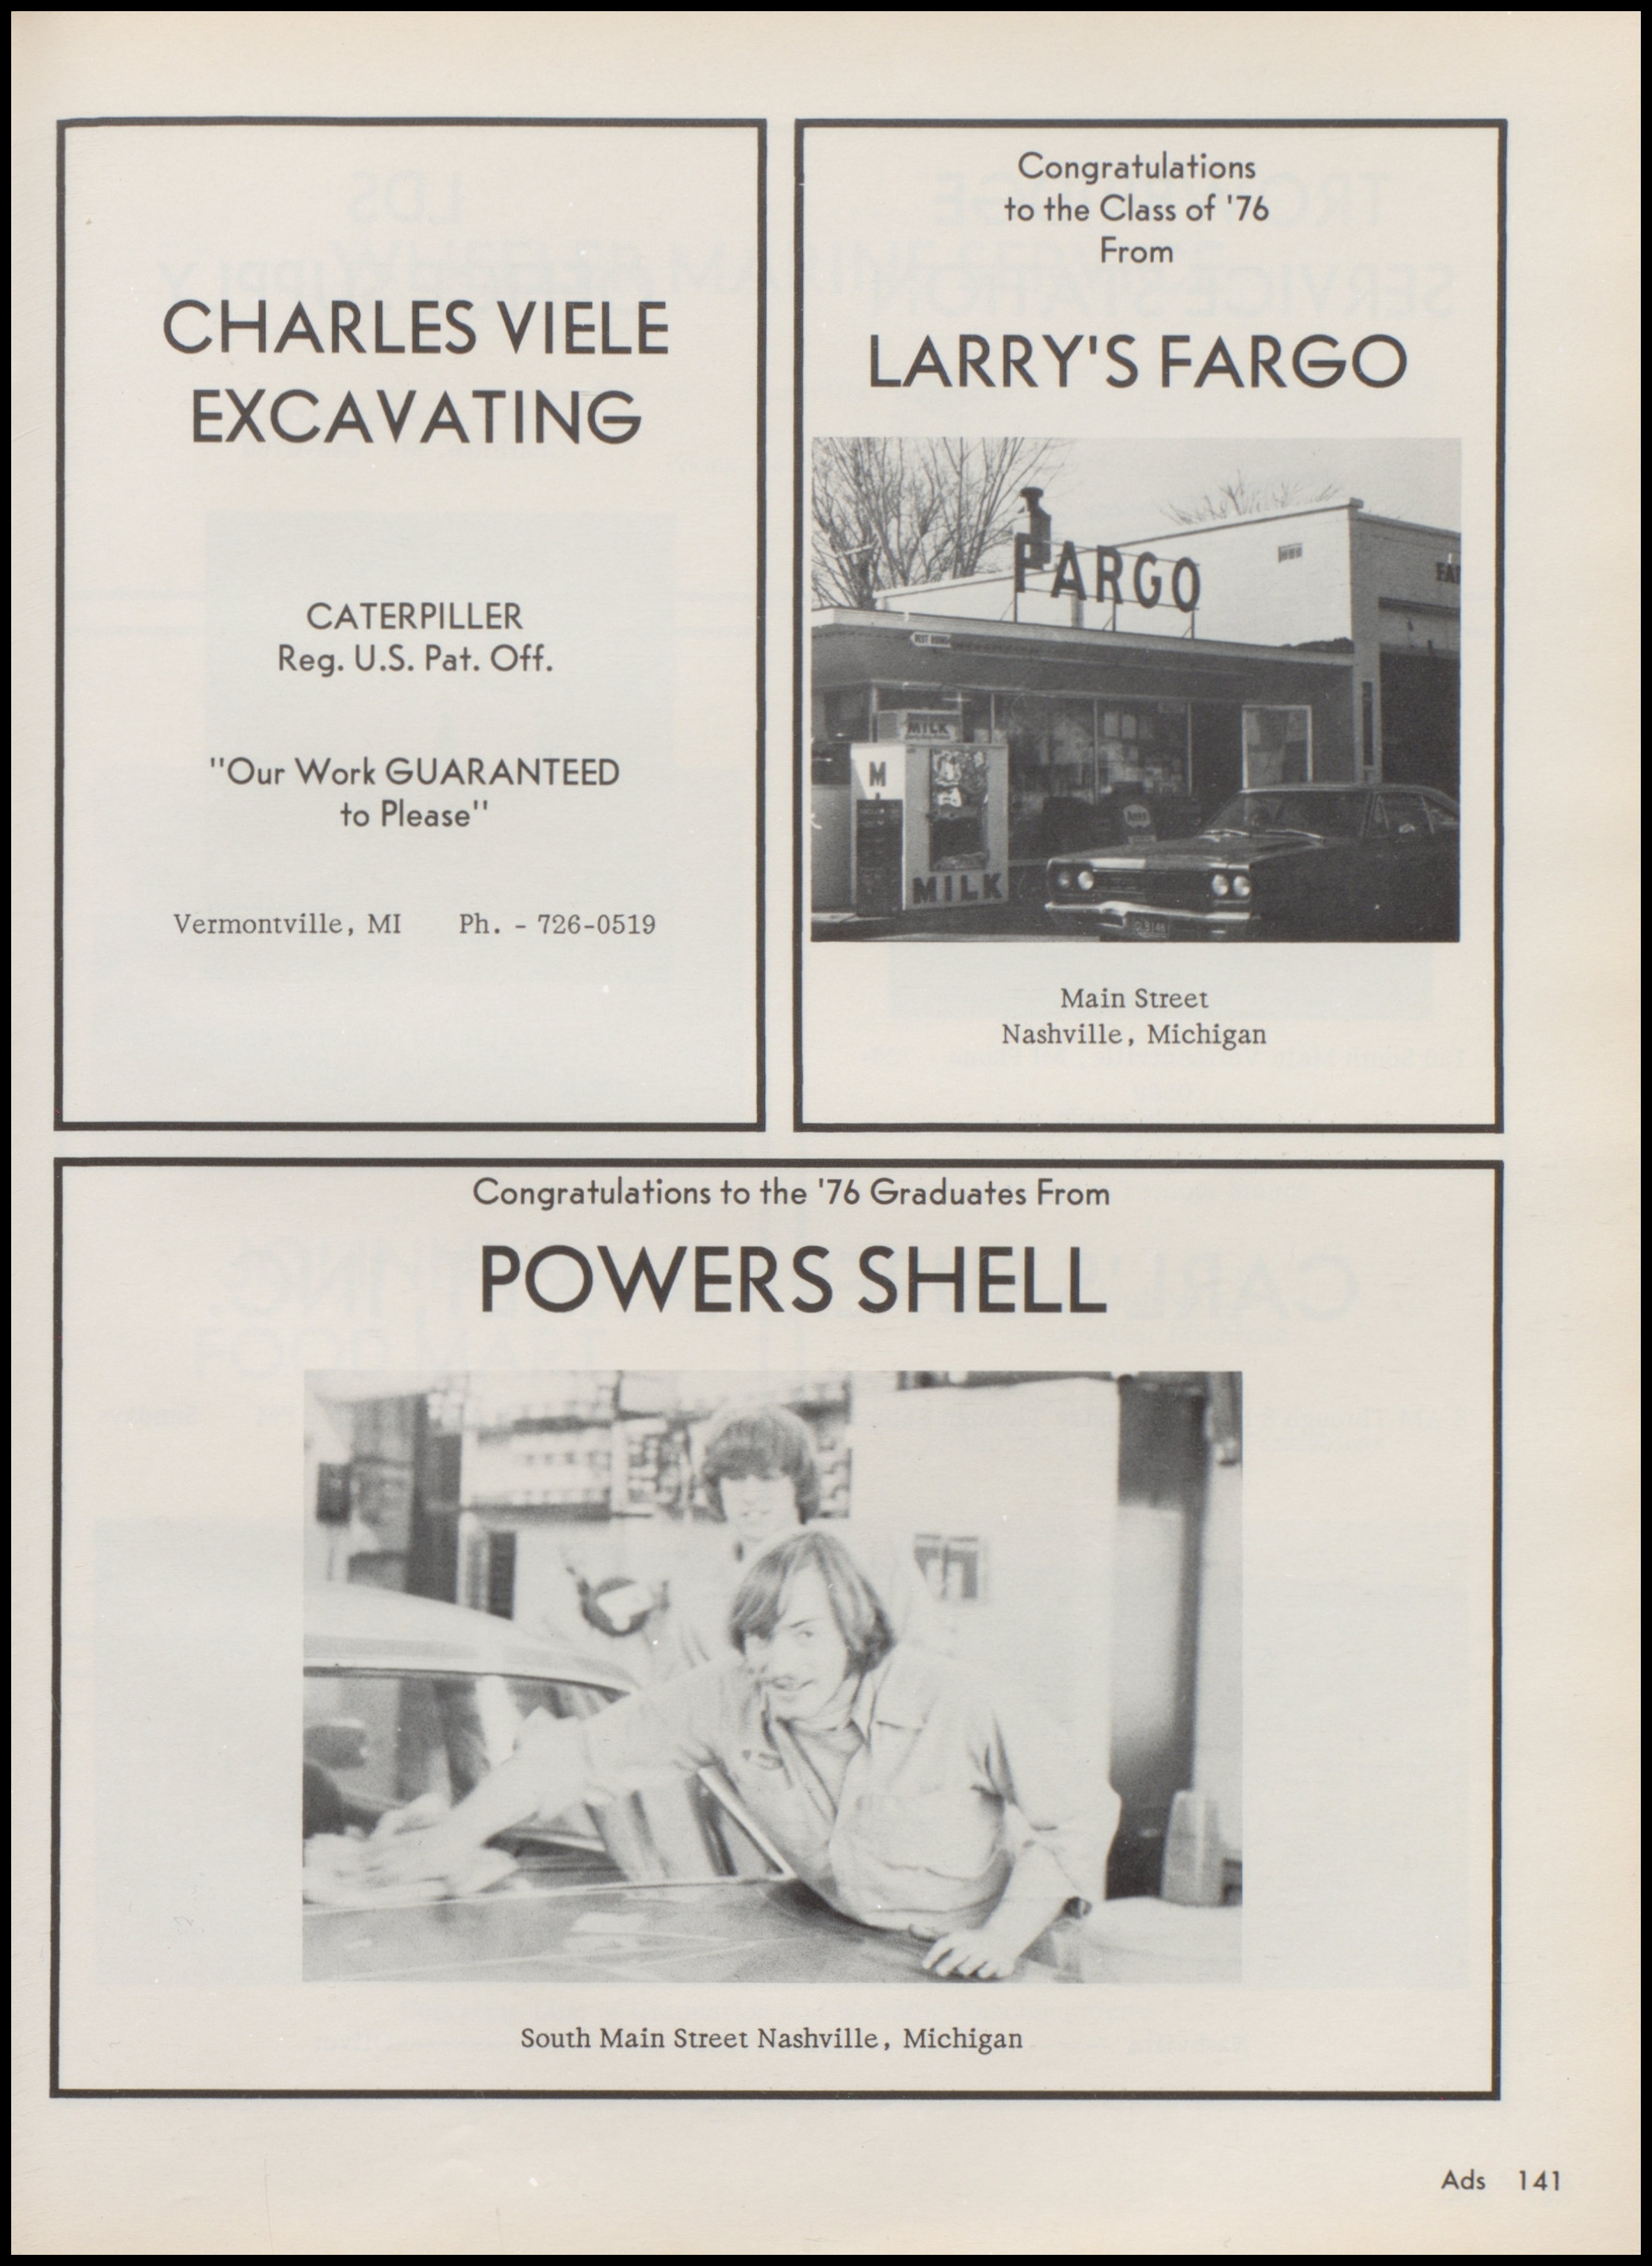 CHARLES VIELE
EXCAVATING
CATERPILLER
Reg. U.S. Pat. Off.
"Our Work GUARANTEED
to Please"
Vermontville, MI Ph. - 726-0519
Congratulations
to the Class of '76
From
LARRY'S FARGO
FARGO
REST ROOMS
MILK
M
MILK
Main Street
Nashville, Michigan
Congratulations to the '76 Graduates From
POWERS SHELL
South Main Street Nashville, Michigan
Ads 141